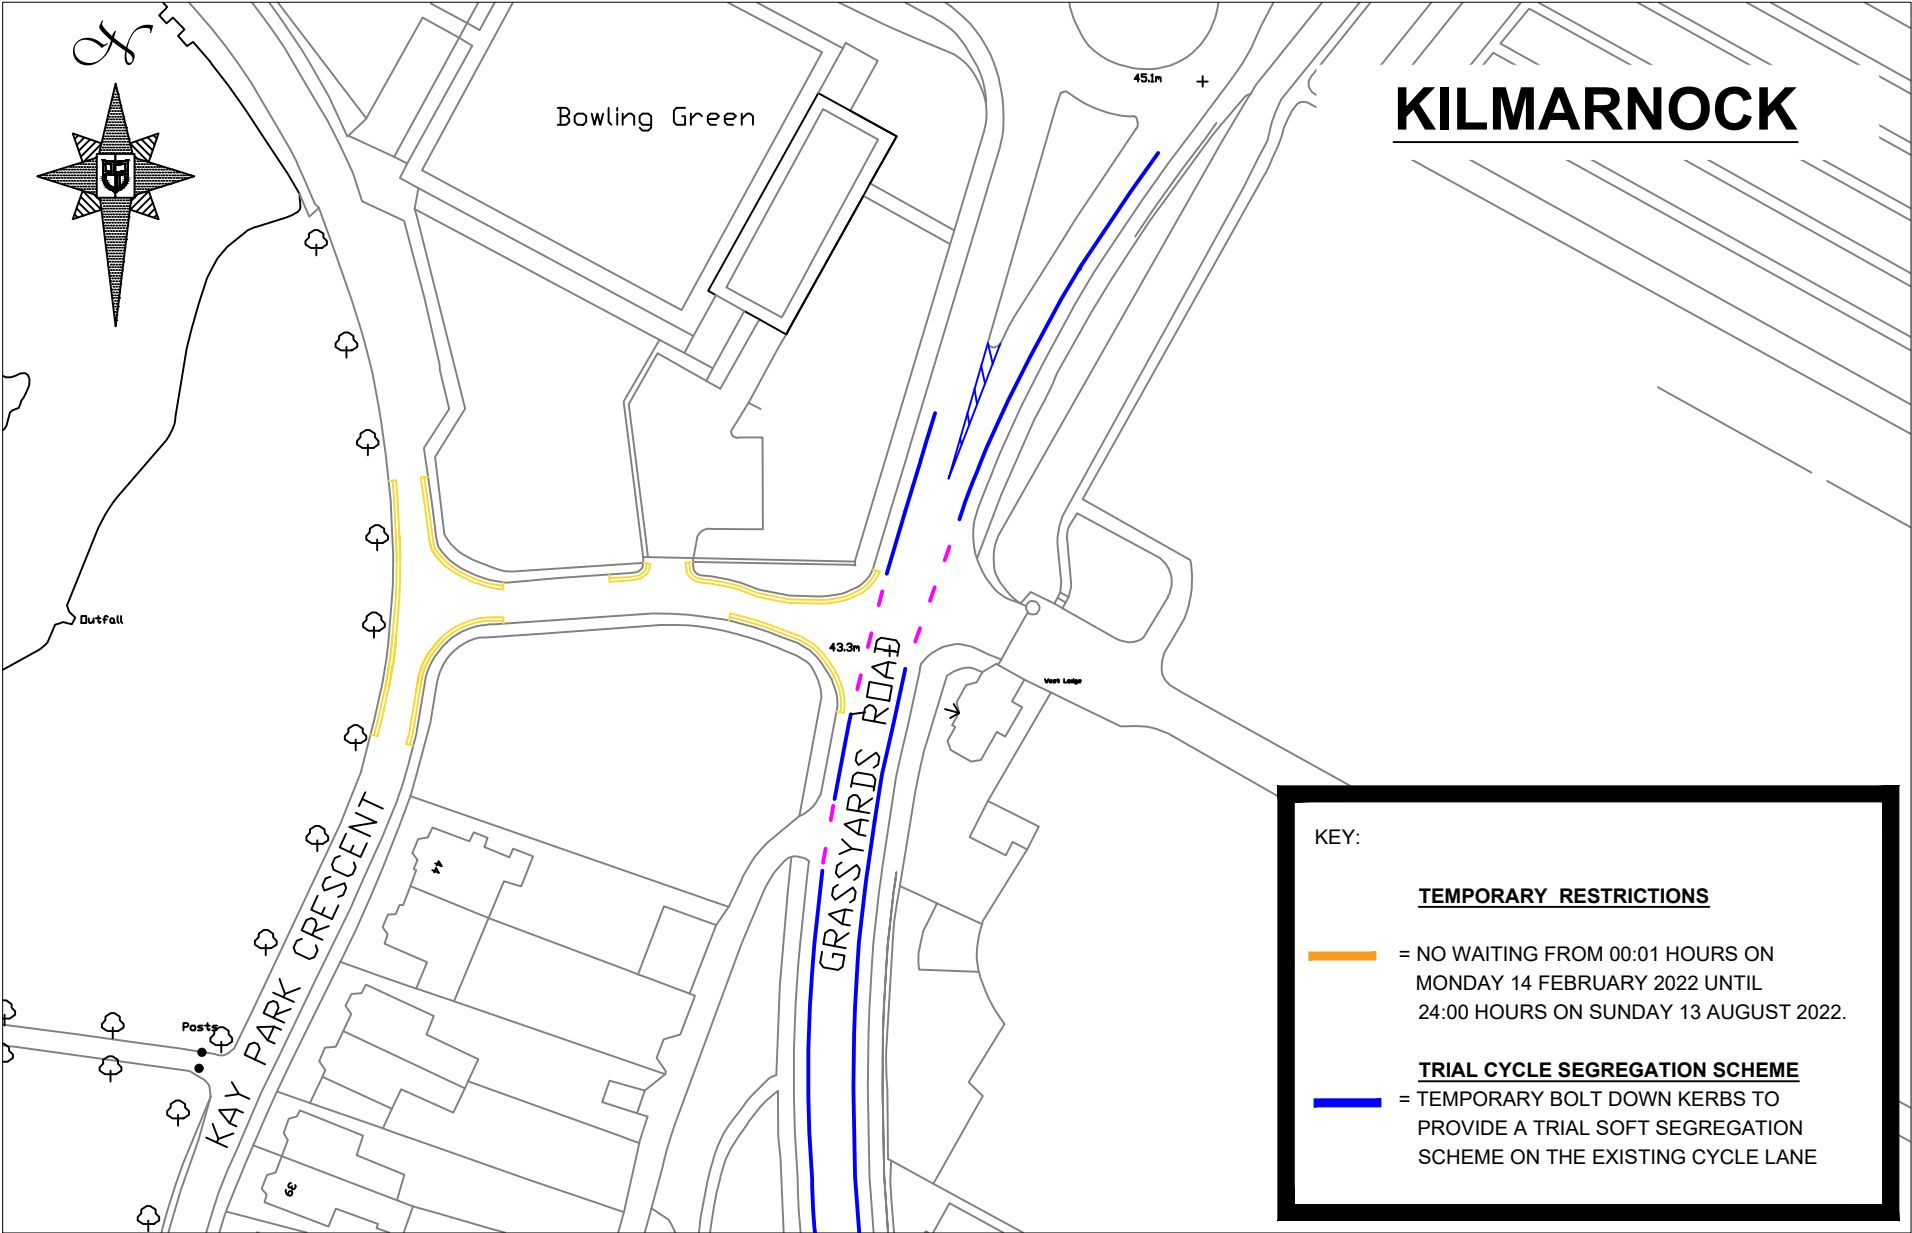 N
Bowling Green
45.1m
KILMARNOCK
Outfall
43.3m
West Lodge
GRASSYARDS ROAD
KAY PARK CRESCENT
44
Posts
39
KEY:
TEMPORARY RESTRICTIONS
= NO WAITING FROM 00:01 HOURS ON
MONDAY 14 FEBRUARY 2022 UNTIL
24:00 HOURS ON SUNDAY 13 AUGUST 2022.
TRIAL CYCLE SEGREGATION SCHEME
= TEMPORARY BOLT DOWN KERBS TO
PROVIDE A TRIAL SOFT SEGREGATION
SCHEME ON THE EXISTING CYCLE LANE